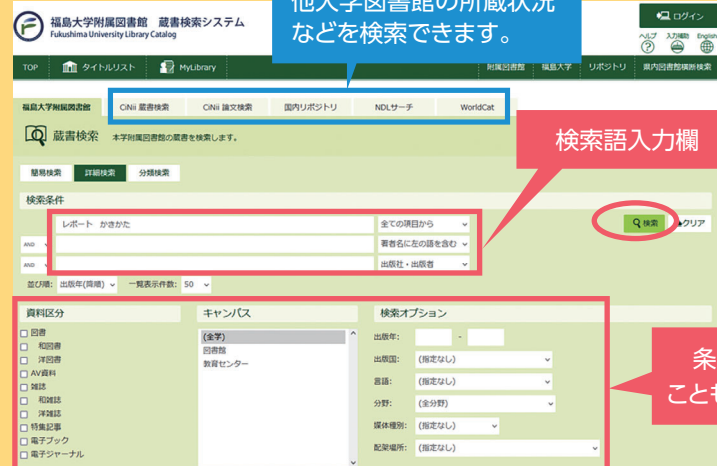 他大学図書館の所蔵状況
などを検索できます。
福島大学附属図書館 蔵書検索システム
Fukushima University Library Catalog
ログイン
ヘルプ 入力補助 English
TOP タイトルリスト MyLibrary 附属図書館 福島大学 リポジトリ 県内図書館横断検索
福島大学附属図書館 CiNii 蔵書検索 CiNii 論文検索 国内リポジトリ NDLサーチ WorldCat
蔵書検索 本学附属図書館の蔵書を検索します。
検索語入力欄
簡易検索 詳細検索 分類検索
検索条件
レポート かきかた 全ての項目から 検索 クリア
AND 著者名に左の語を含む
AND 出版社・出版者
並び順: 出版年(降順) 一覧表示件数: 50
資料区分 キャンパス 検索オプション
図書 (全学) 出版年: -
和図書 図書館
洋図書 教育センター 出版国: (指定なし)
AV資料
雑誌 言語: (指定なし)
和雑誌 分野: (全分野)
洋雑誌
特集記事 媒体種別: (指定なし)
電子ブック
電子ジャーナル 配架場所: (指定なし)
条
ことも